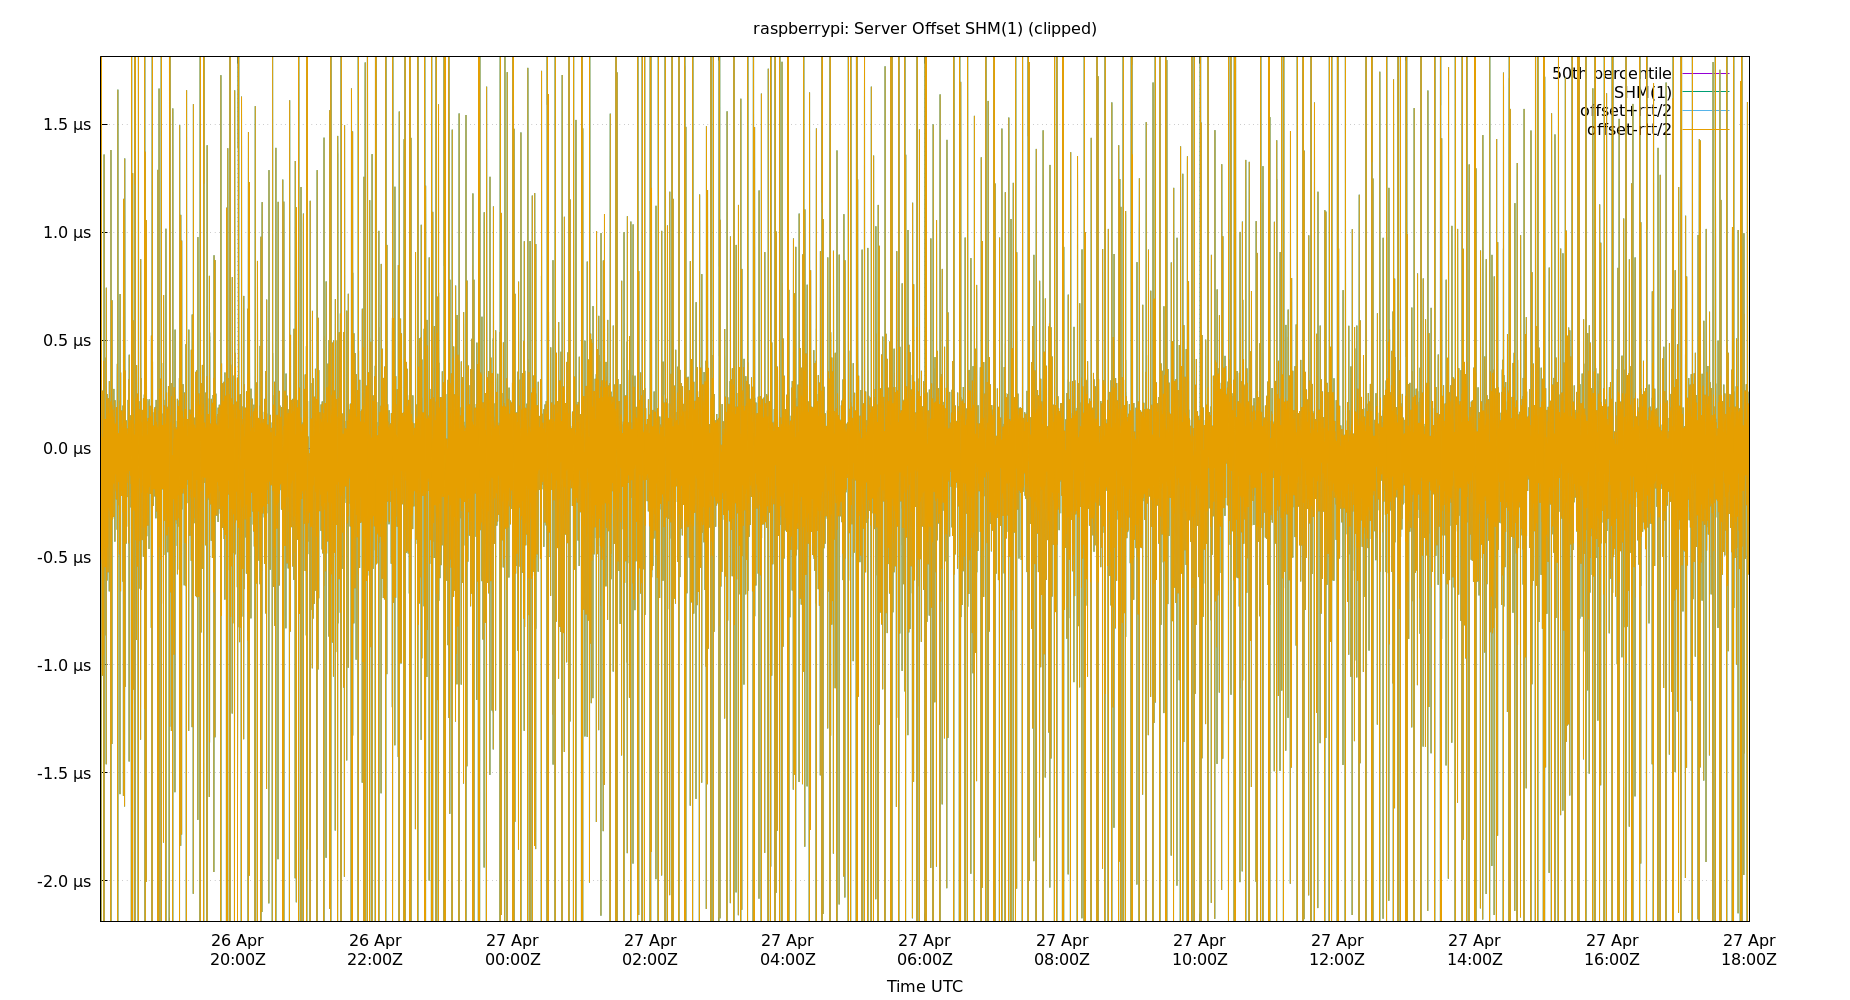 raspberrypi: Server Offset SHM(1) (clipped)
50th percentile
SHM(1)
offset+rtt/2
offset-rtt/2
1.5 µs
1.0 µs
0.5 µs
0.0 µs
-0.5 µs
-1.0 µs
-1.5 µs
-2.0 µs
26 Apr 26 Apr 27 Apr 27 Apr 27 Apr 27 Apr 27 Apr 27 Apr 27 Apr 27 Apr 27 Apr 27 Apr
20:00Z 22:00Z 00:00Z 02:00Z 04:00Z 06:00Z 08:00Z 10:00Z 12:00Z 14:00Z 16:00Z 18:00Z
Time UTC